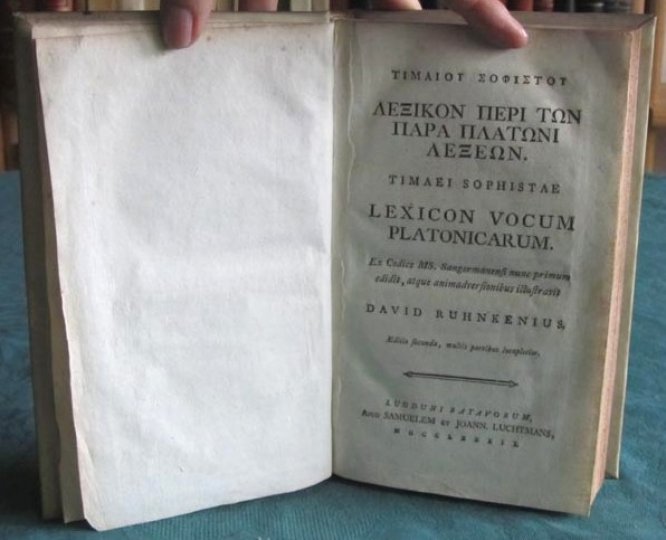 ΤΙΜΑΙΟΥ ΣΟΦΙΣΤΟΥ
ΛΕΞΙΚΟΝ ΠΕΡΙ ΤΩΝ
ΠΑΡΑ ΠΛΑΤΩΝΙ
ΛΕΞΕΩΝ.
TIMAEI SOPHISTAE
LEXICON VOCUM
PLATONICARUM.
Ex Codice MS. Sangermanenſi nunc primum
edidit, atque animadverſionibus illuſtravit
DAVID RUHNKENIUS.
Editio ſecunda, multis partibus locupletior.
LUGDUNI BATAVORUM,
Apud SAMUELEM ET JOANN. LUCHTMANS,